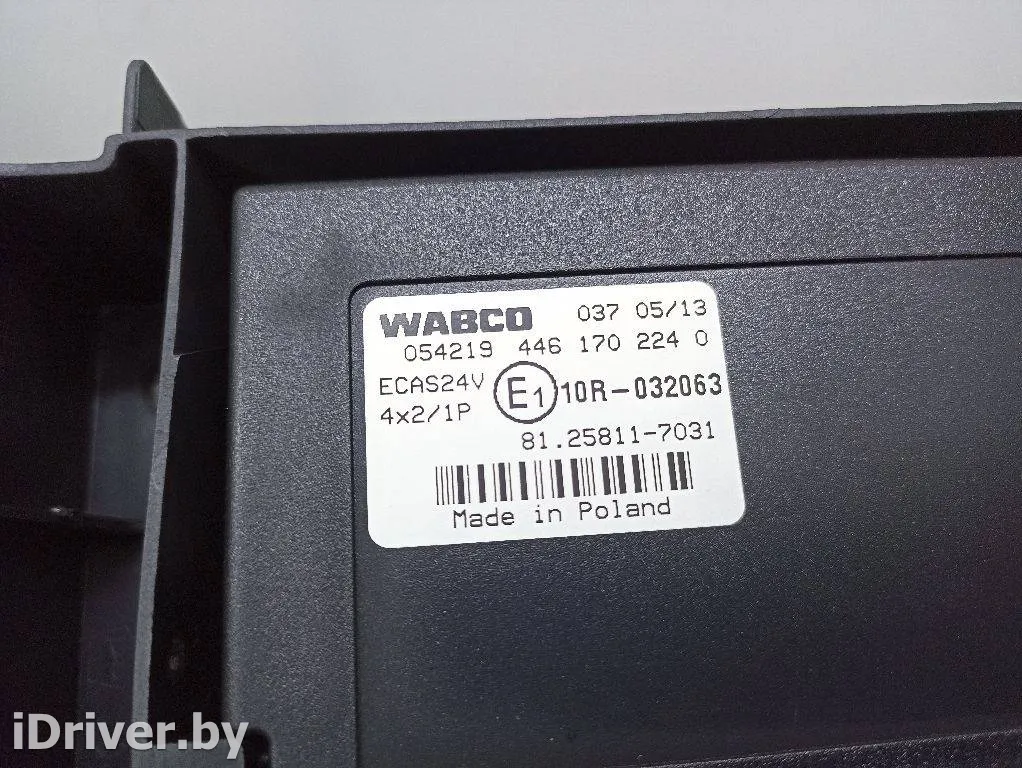 WABCO 037 05/13
054219 446 170 224 0
ECAS24V
4x2/1P
E1 10R-032063
81.25811-7031
Made in Poland
iDriver.by